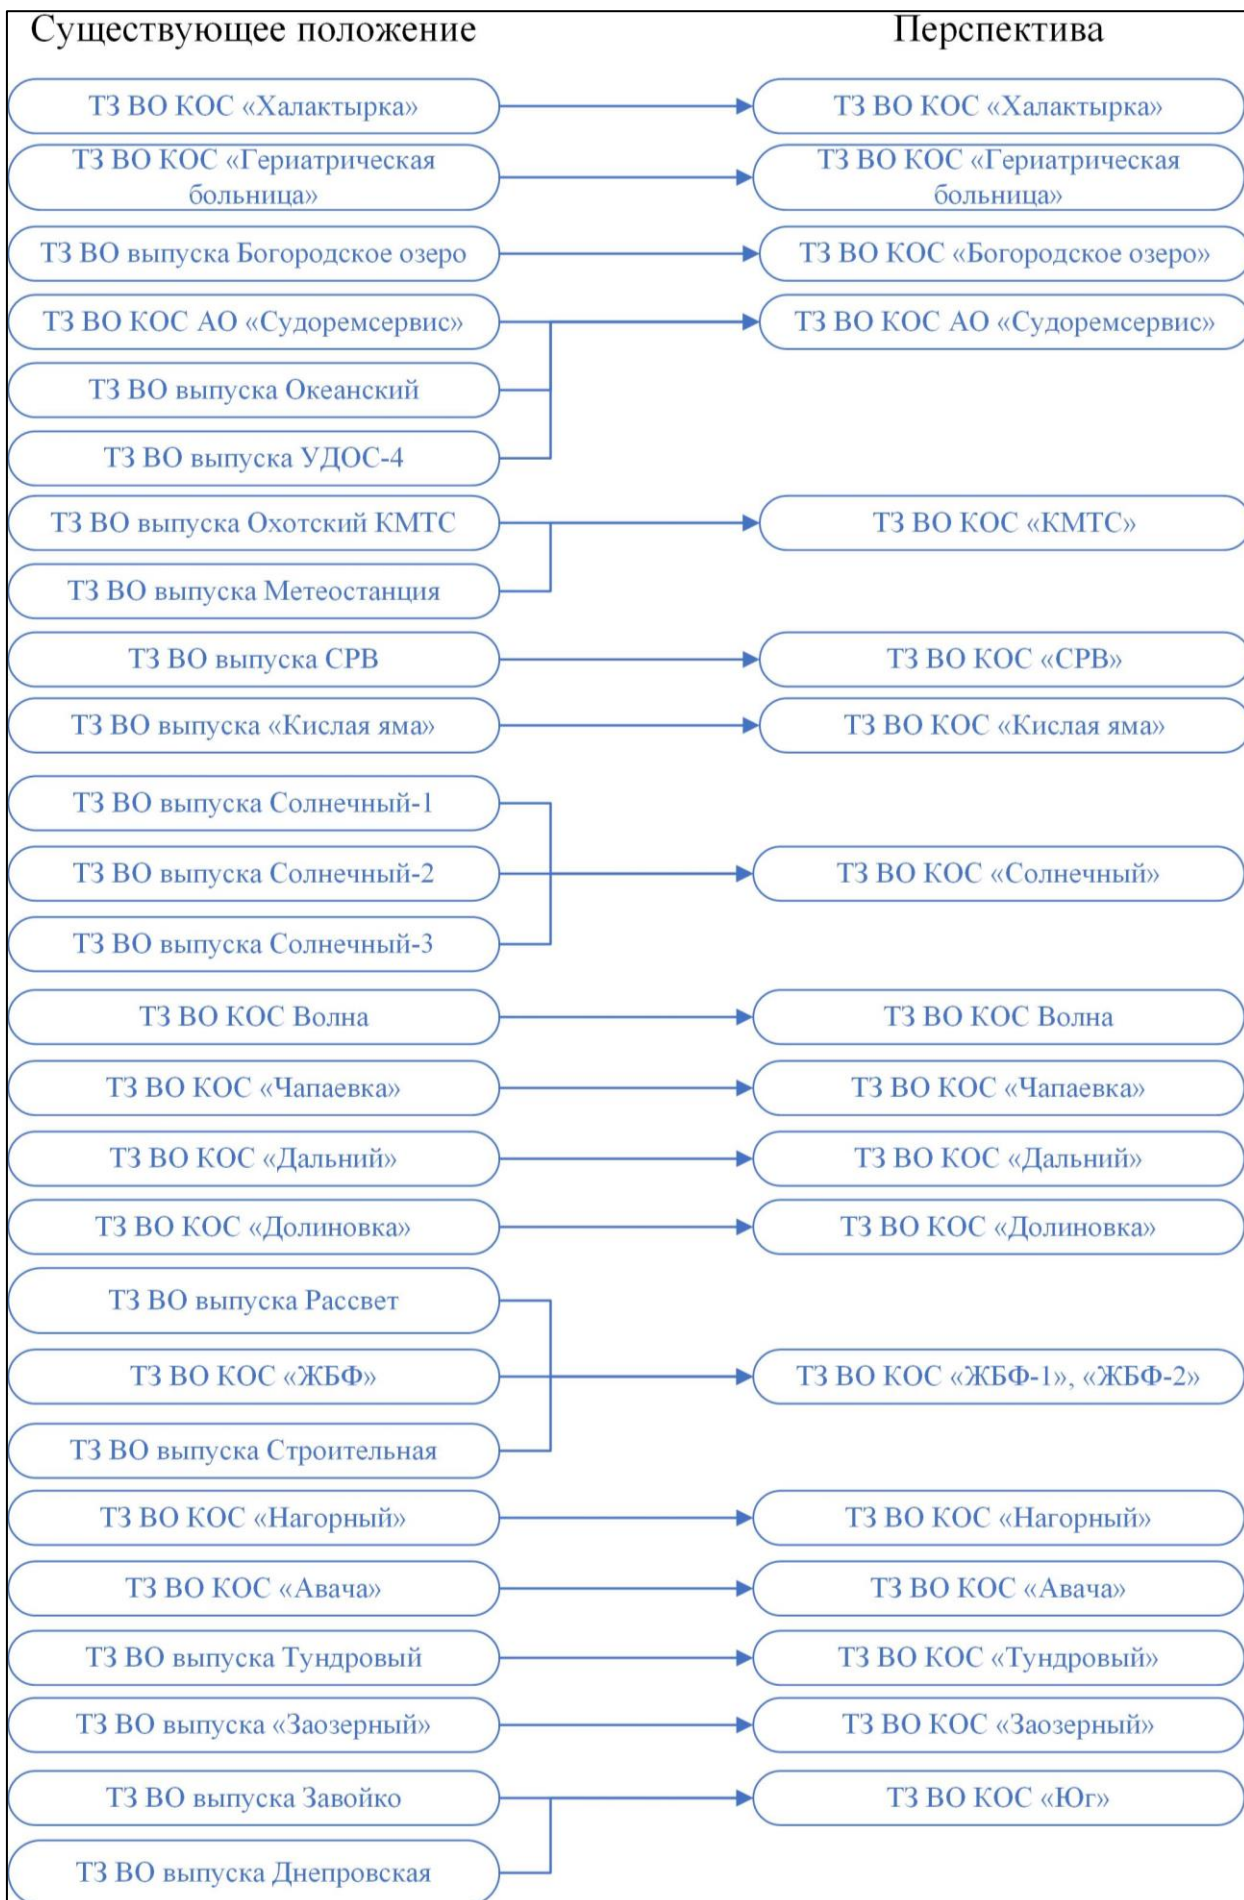 Существующее положение
Перспектива
ТЗ ВО КОС «Халактырка»
ТЗ ВО КОС «Халактырка»
ТЗ ВО КОС «Гериатрическая
больница»
ТЗ ВО КОС «Гериатрическая
больница»
ТЗ ВО выпуска Богородское озеро
ТЗ ВО КОС «Богородское озеро»
ТЗ ВО КОС АО «Судоремсервис»
ТЗ ВО КОС АО «Судоремсервис»
ТЗ ВО выпуска Океанский
ТЗ ВО выпуска УДОС-4
ТЗ ВО выпуска Охотский КМТС
ТЗ ВО КОС «КМТС»
ТЗ ВО выпуска Метеостанция
ТЗ ВО выпуска СРВ
ТЗ ВО КОС «СРВ»
ТЗ ВО выпуска «Кислая яма»
ТЗ ВО КОС «Кислая яма»
ТЗ ВО выпуска Солнечный-1
ТЗ ВО выпуска Солнечный-2
ТЗ ВО КОС «Солнечный»
ТЗ ВО выпуска Солнечный-3
ТЗ ВО КОС Волна
ТЗ ВО КОС Волна
ТЗ ВО КОС «Чапаевка»
ТЗ ВО КОС «Чапаевка»
ТЗ ВО КОС «Дальний»
ТЗ ВО КОС «Дальний»
ТЗ ВО КОС «Долиновка»
ТЗ ВО КОС «Долиновка»
ТЗ ВО выпуска Рассвет
ТЗ ВО КОС «ЖБФ»
ТЗ ВО КОС «ЖБФ-1», «ЖБФ-2»
ТЗ ВО выпуска Строительная
ТЗ ВО КОС «Нагорный»
ТЗ ВО КОС «Нагорный»
ТЗ ВО КОС «Авача»
ТЗ ВО КОС «Авача»
ТЗ ВО выпуска Тундровый
ТЗ ВО КОС «Тундровый»
ТЗ ВО выпуска «Заозерный»
ТЗ ВО КОС «Заозерный»
ТЗ ВО выпуска Завойко
ТЗ ВО КОС «Юг»
ТЗ ВО выпуска Днепровская